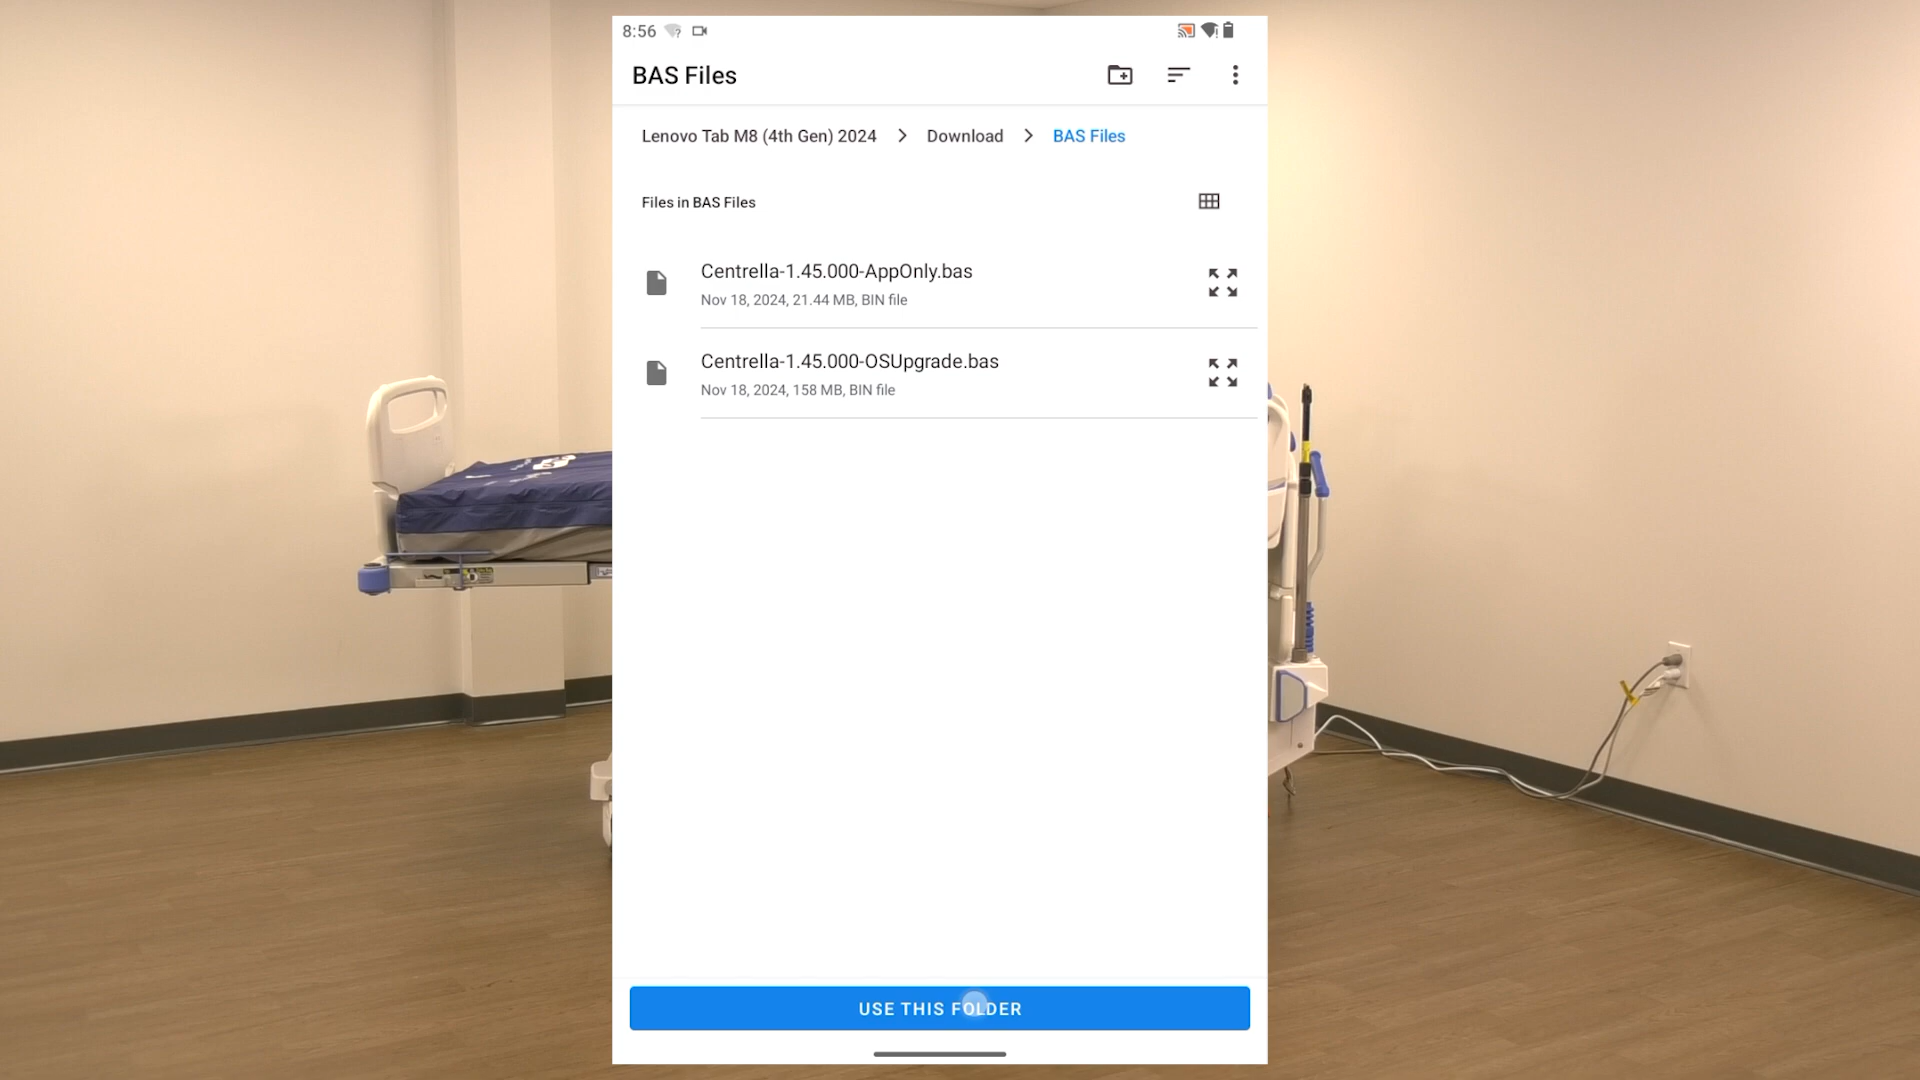 8:56
BAS Files
Lenovo Tab M8 (4th Gen) 2024 > Download > BAS Files
Files in BAS Files
Centrella-1.45.000-AppOnly.bas
Nov 18, 2024, 21.44 MB, BIN file
Centrella-1.45.000-OSUpgrade.bas
Nov 18, 2024, 158 MB, BIN file
USE THIS FOLDER